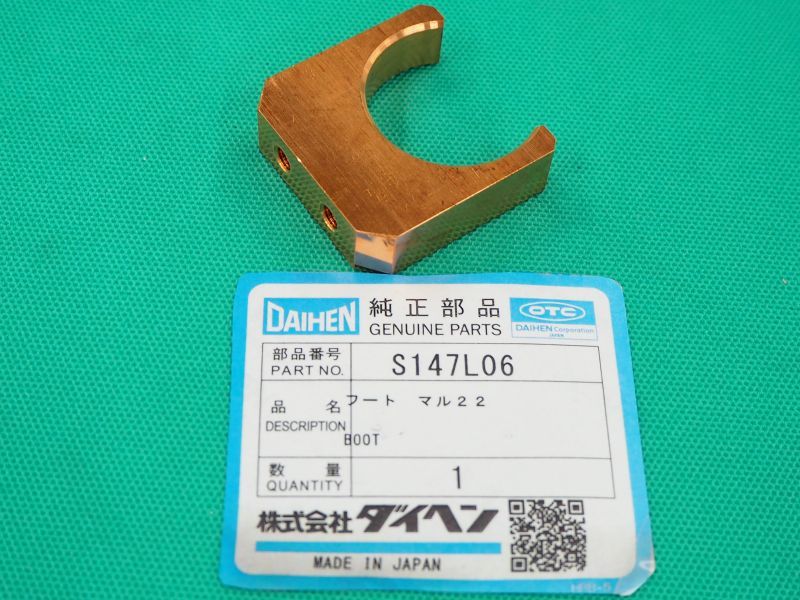 DAIHEN 純正部品 OTC
GENUINE PARTS DAIHEN Corporation
JAPAN
部品番号
PART NO. S147L06
品名 フート マル22
DESCRIPTION
BOOT
数量
QUANTITY 1
株式会社ダイヘン
MADE IN JAPAN